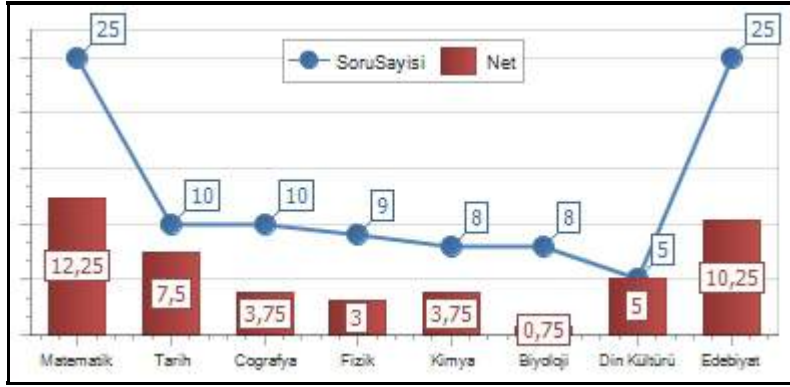 25
25
SoruSayisi
Net
10
10
9
8
8
5
12,25
7,5
3,75
3
3,75
0,75
5
10,25
Matematik
Tarih
Cografya
Fizik
Kimya
Biyoloji
Din Kültürü
Edebiyat